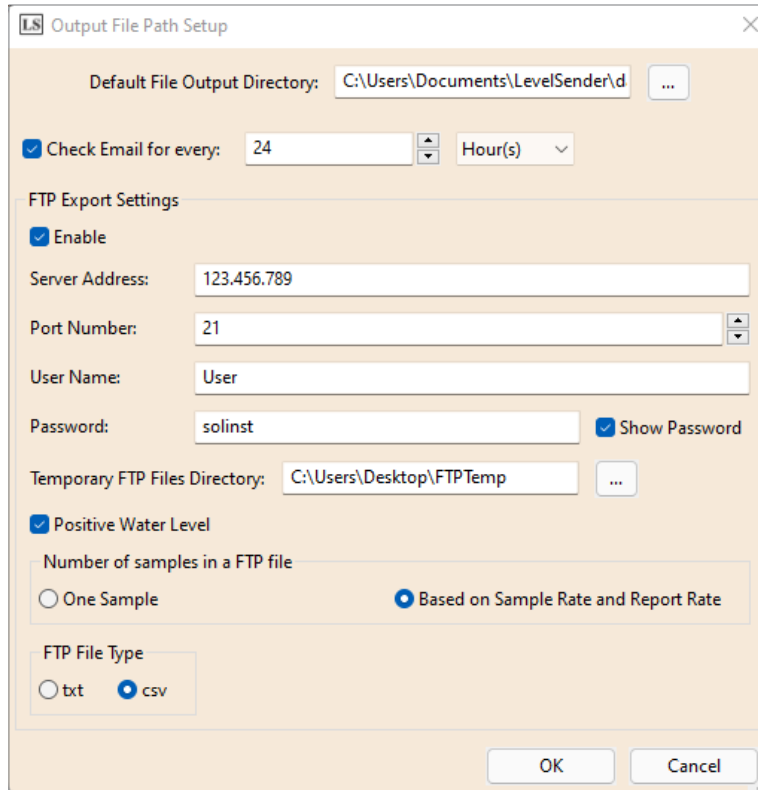 LS Output File Path Setup
Default File Output Directory: C:\Users\Documents\LevelSender\d
...
Check Email for every: 24 Hour(s)
FTP Export Settings
Enable
Server Address: 123.456.789
Port Number: 21
User Name: User
Password: solinst Show Password
Temporary FTP Files Directory: C:\Users\Desktop\FTPTemp ...
Positive Water Level
Number of samples in a FTP file
One Sample Based on Sample Rate and Report Rate
FTP File Type
txt csv
OK Cancel